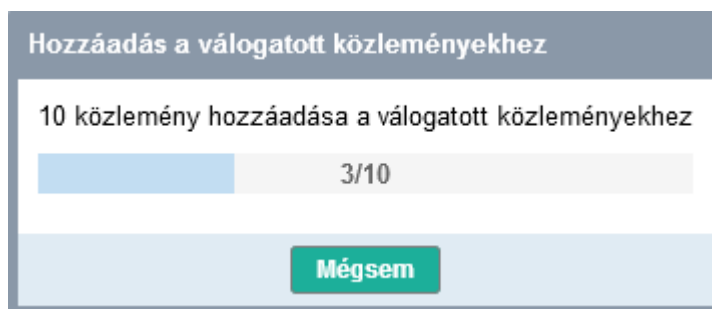 Hozzáadás a válogatott közleményekhez
10 közlemény hozzáadása a válogatott közleményekhez
3/10
Mégsem